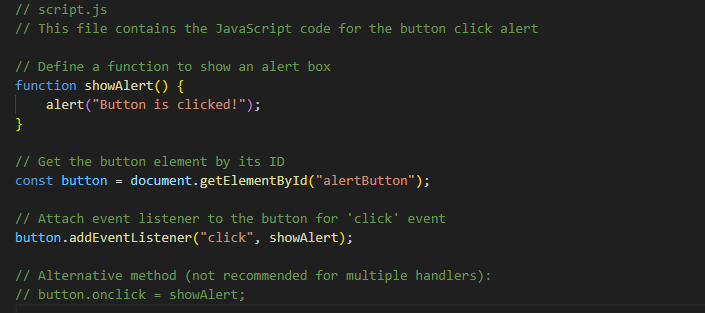 // script.js
// This file contains the JavaScript code for the button click alert
// Define a function to show an alert box
function showAlert() {
    alert("Button is clicked!");
}
// Get the button element by its ID
const button = document.getElementById("alertButton");
// Attach event listener to the button for 'click' event
button.addEventListener("click", showAlert);
// Alternative method (not recommended for multiple handlers):
// button.onclick = showAlert;